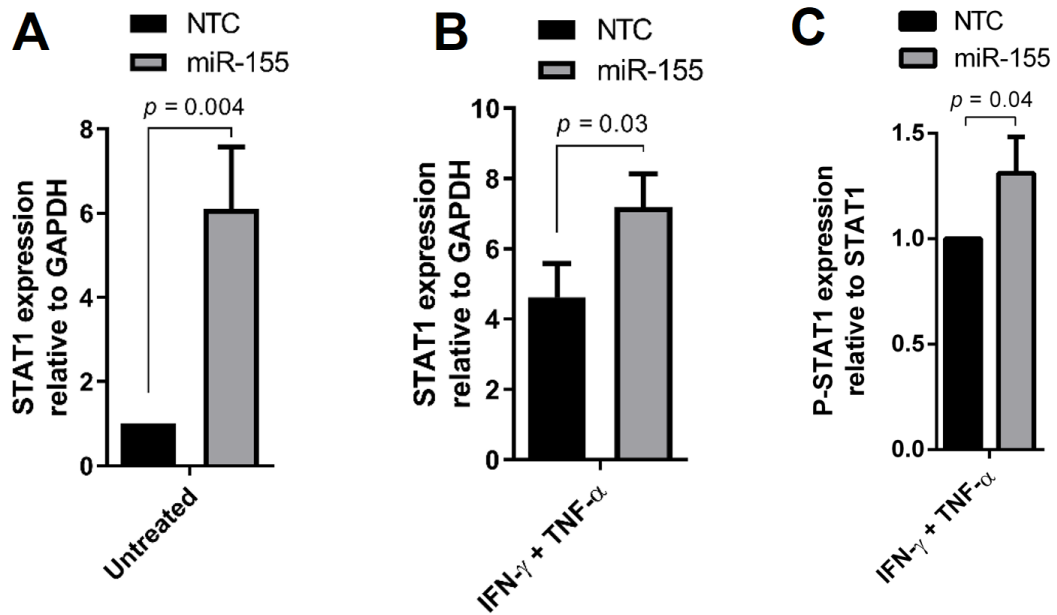 A
NTC
miR-155
p = 0.004
8
6
4
2
0
STAT1 expression
relative to GAPDH
Untreated
B
NTC
miR-155
p = 0.03
10
8
6
4
2
0
STAT1 expression
relative to GAPDH
IFN-γ + TNF-α
C
NTC
miR-155
p = 0.04
1.5
1.0
0.5
0.0
P-STAT1 expression
relative to STAT1
IFN-γ + TNF-α